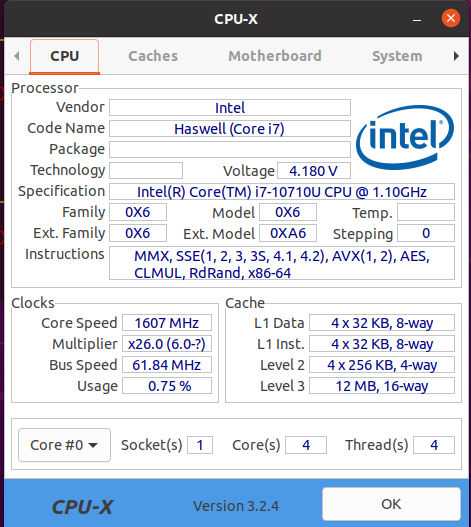 CPU-X
CPU Caches Motherboard System
Processor
Vendor Intel
Code Name Haswell (Core i7)
Package
Technology Voltage 4.180 V
intel
Specification Intel(R) Core(TM) i7-10710U CPU @ 1.10GHz
Family 0X6 Model 0X6 Temp.
Ext. Family 0X6 Ext. Model 0XA6 Stepping 0
Instructions MMX, SSE(1, 2, 3, 3S, 4.1, 4.2), AVX(1, 2), AES,
CLMUL, RdRand, x86-64
Clocks
Core Speed 1607 MHz
Multiplier x26.0 (6.0-?)
Bus Speed 61.84 MHz
Usage 0.75 %
Cache
L1 Data 4 x 32 KB, 8-way
L1 Inst. 4 x 32 KB, 8-way
Level 2 4 x 256 KB, 4-way
Level 3 12 MB, 16-way
Core #0 Socket(s) 1 Core(s) 4 Thread(s) 4
CPU-X Version 3.2.4 OK